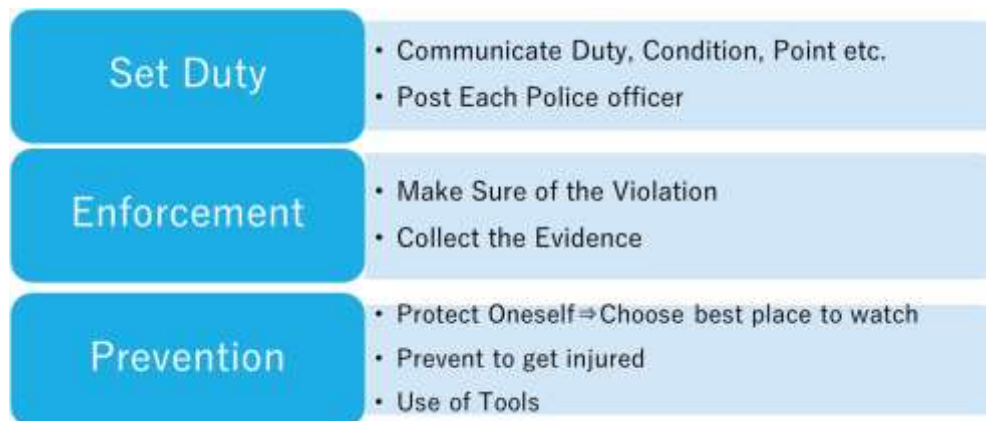 Set Duty
• Communicate Duty, Condition, Point etc.
• Post Each Police officer
Enforcement
• Make Sure of the Violation
• Collect the Evidence
Prevention
• Protect Oneself⇒Choose best place to watch
• Prevent to get injured
• Use of Tools